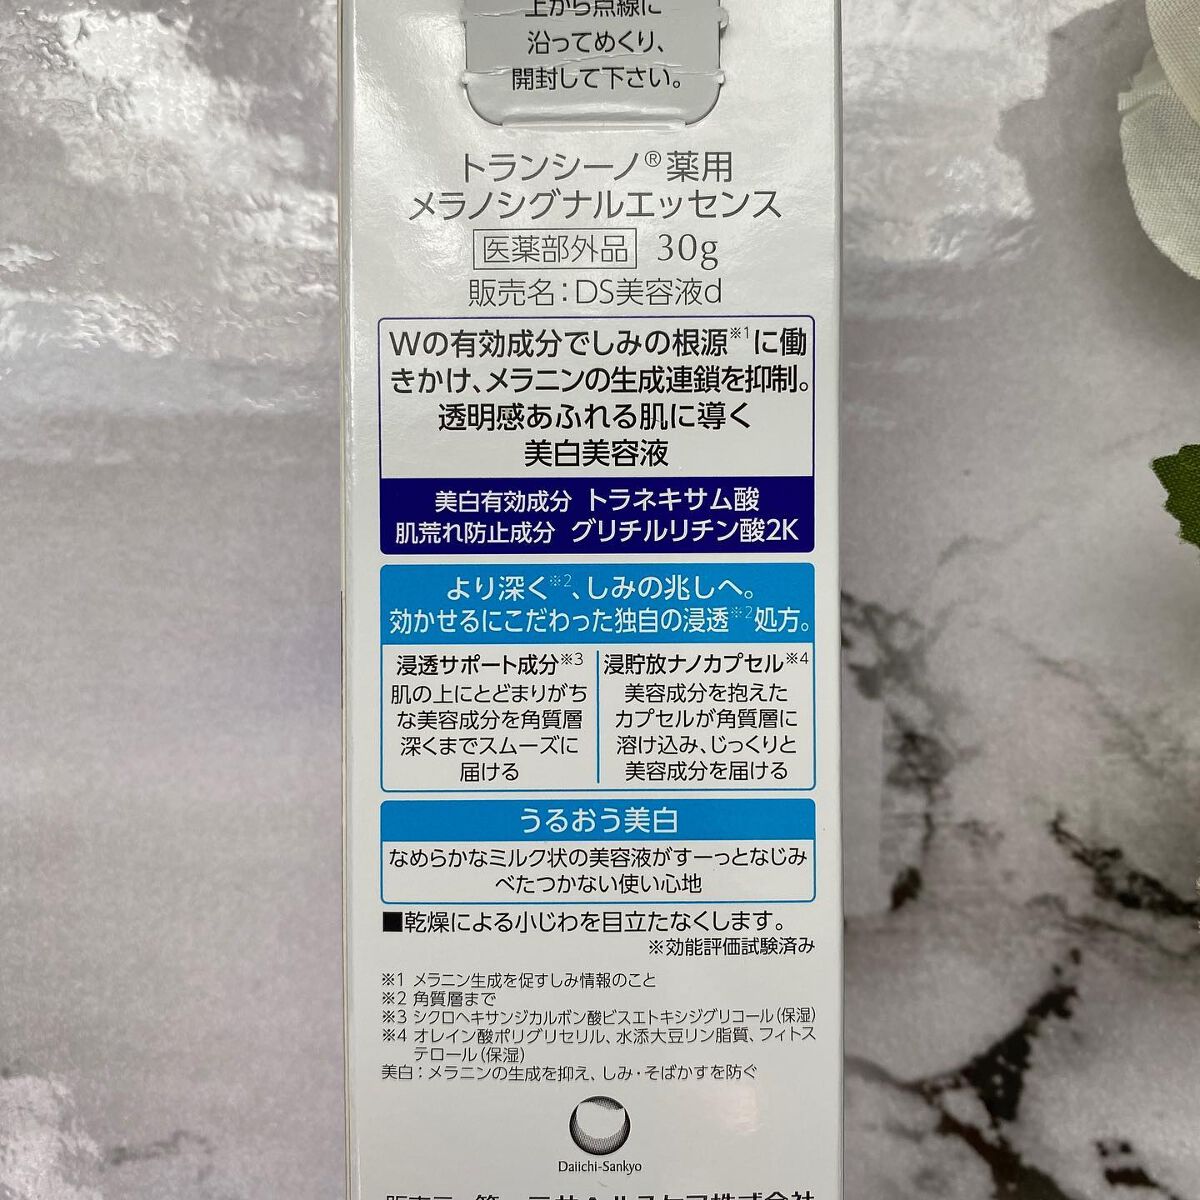 上から点線に
沿ってめくり、
開封して下さい。
トランシーノ®薬用
メラノシグナルエッセンス
医薬部外品 30g
販売名：DS美容液d
Wの有効成分でしみの根源※1に働
きかけ、メラニンの生成連鎖を抑制。
透明感あふれる肌に導く
美白美容液
美白有効成分 トラネキサム酸
肌荒れ防止成分 グリチルリチン酸2K
より深く※2、しみの兆しへ。
効かせるにこだわった独自の浸透※2処方。
浸透サポート成分※3
肌の上にとどまりがち
な美容成分を角質層
深くまでスムーズに
届ける
浸貯放ナノカプセル※4
美容成分を抱えた
カプセルが角質層に
溶け込み、じっくりと
美容成分を届ける
うるおう美白
なめらかなミルク状の美容液がすーっとなじみ
べたつかない使い心地
■乾燥による小じわを目立たなくします。
※効能評価試験済み
※1 メラニン生成を促すしみ情報のこと
※2 角質層まで
※3 シクロヘキサンジカルボン酸ビスエトキシジグリコール（保湿）
※4 オレイン酸ポリグリセリル、水添大豆リン脂質、フィトス
テロール（保湿）
美白：メラニンの生成を抑え、しみ・そばかすを防ぐ
Daiichi-Sankyo
販売元 第一三共ヘルスケア株式会社